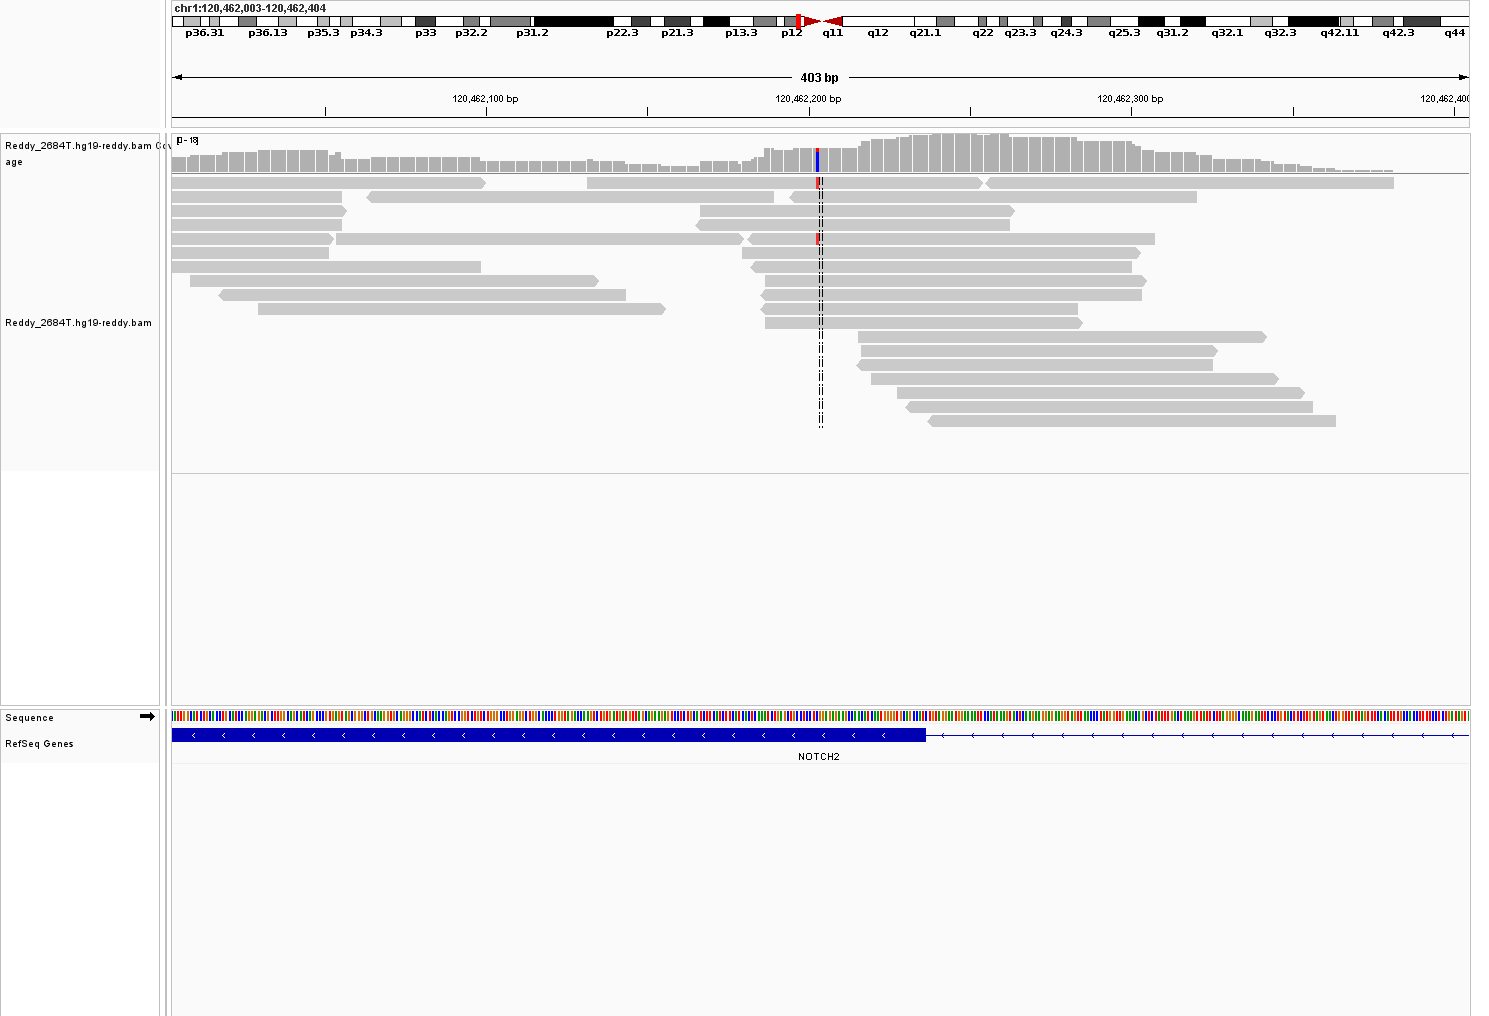 chr1:120,462,003-120,462,404
p36.31 p36.13 p35.3 p34.3 p33 p32.2 p31.2 p22.3 p21.3 p13.3 p12 q11 q12 q21.1 q22 q23.3 q24.3 q25.3 q31.2 q32.1 q32.3 q42.11 q42.3 q44
403 bp
120,462,100 bp 120,462,200 bp 120,462,300 bp 120,462,400
[0 - 18]
Reddy_2684T.hg19-reddy.bam Cov
age
Reddy_2684T.hg19-reddy.bam
Sequence
RefSeq Genes
NOTCH2